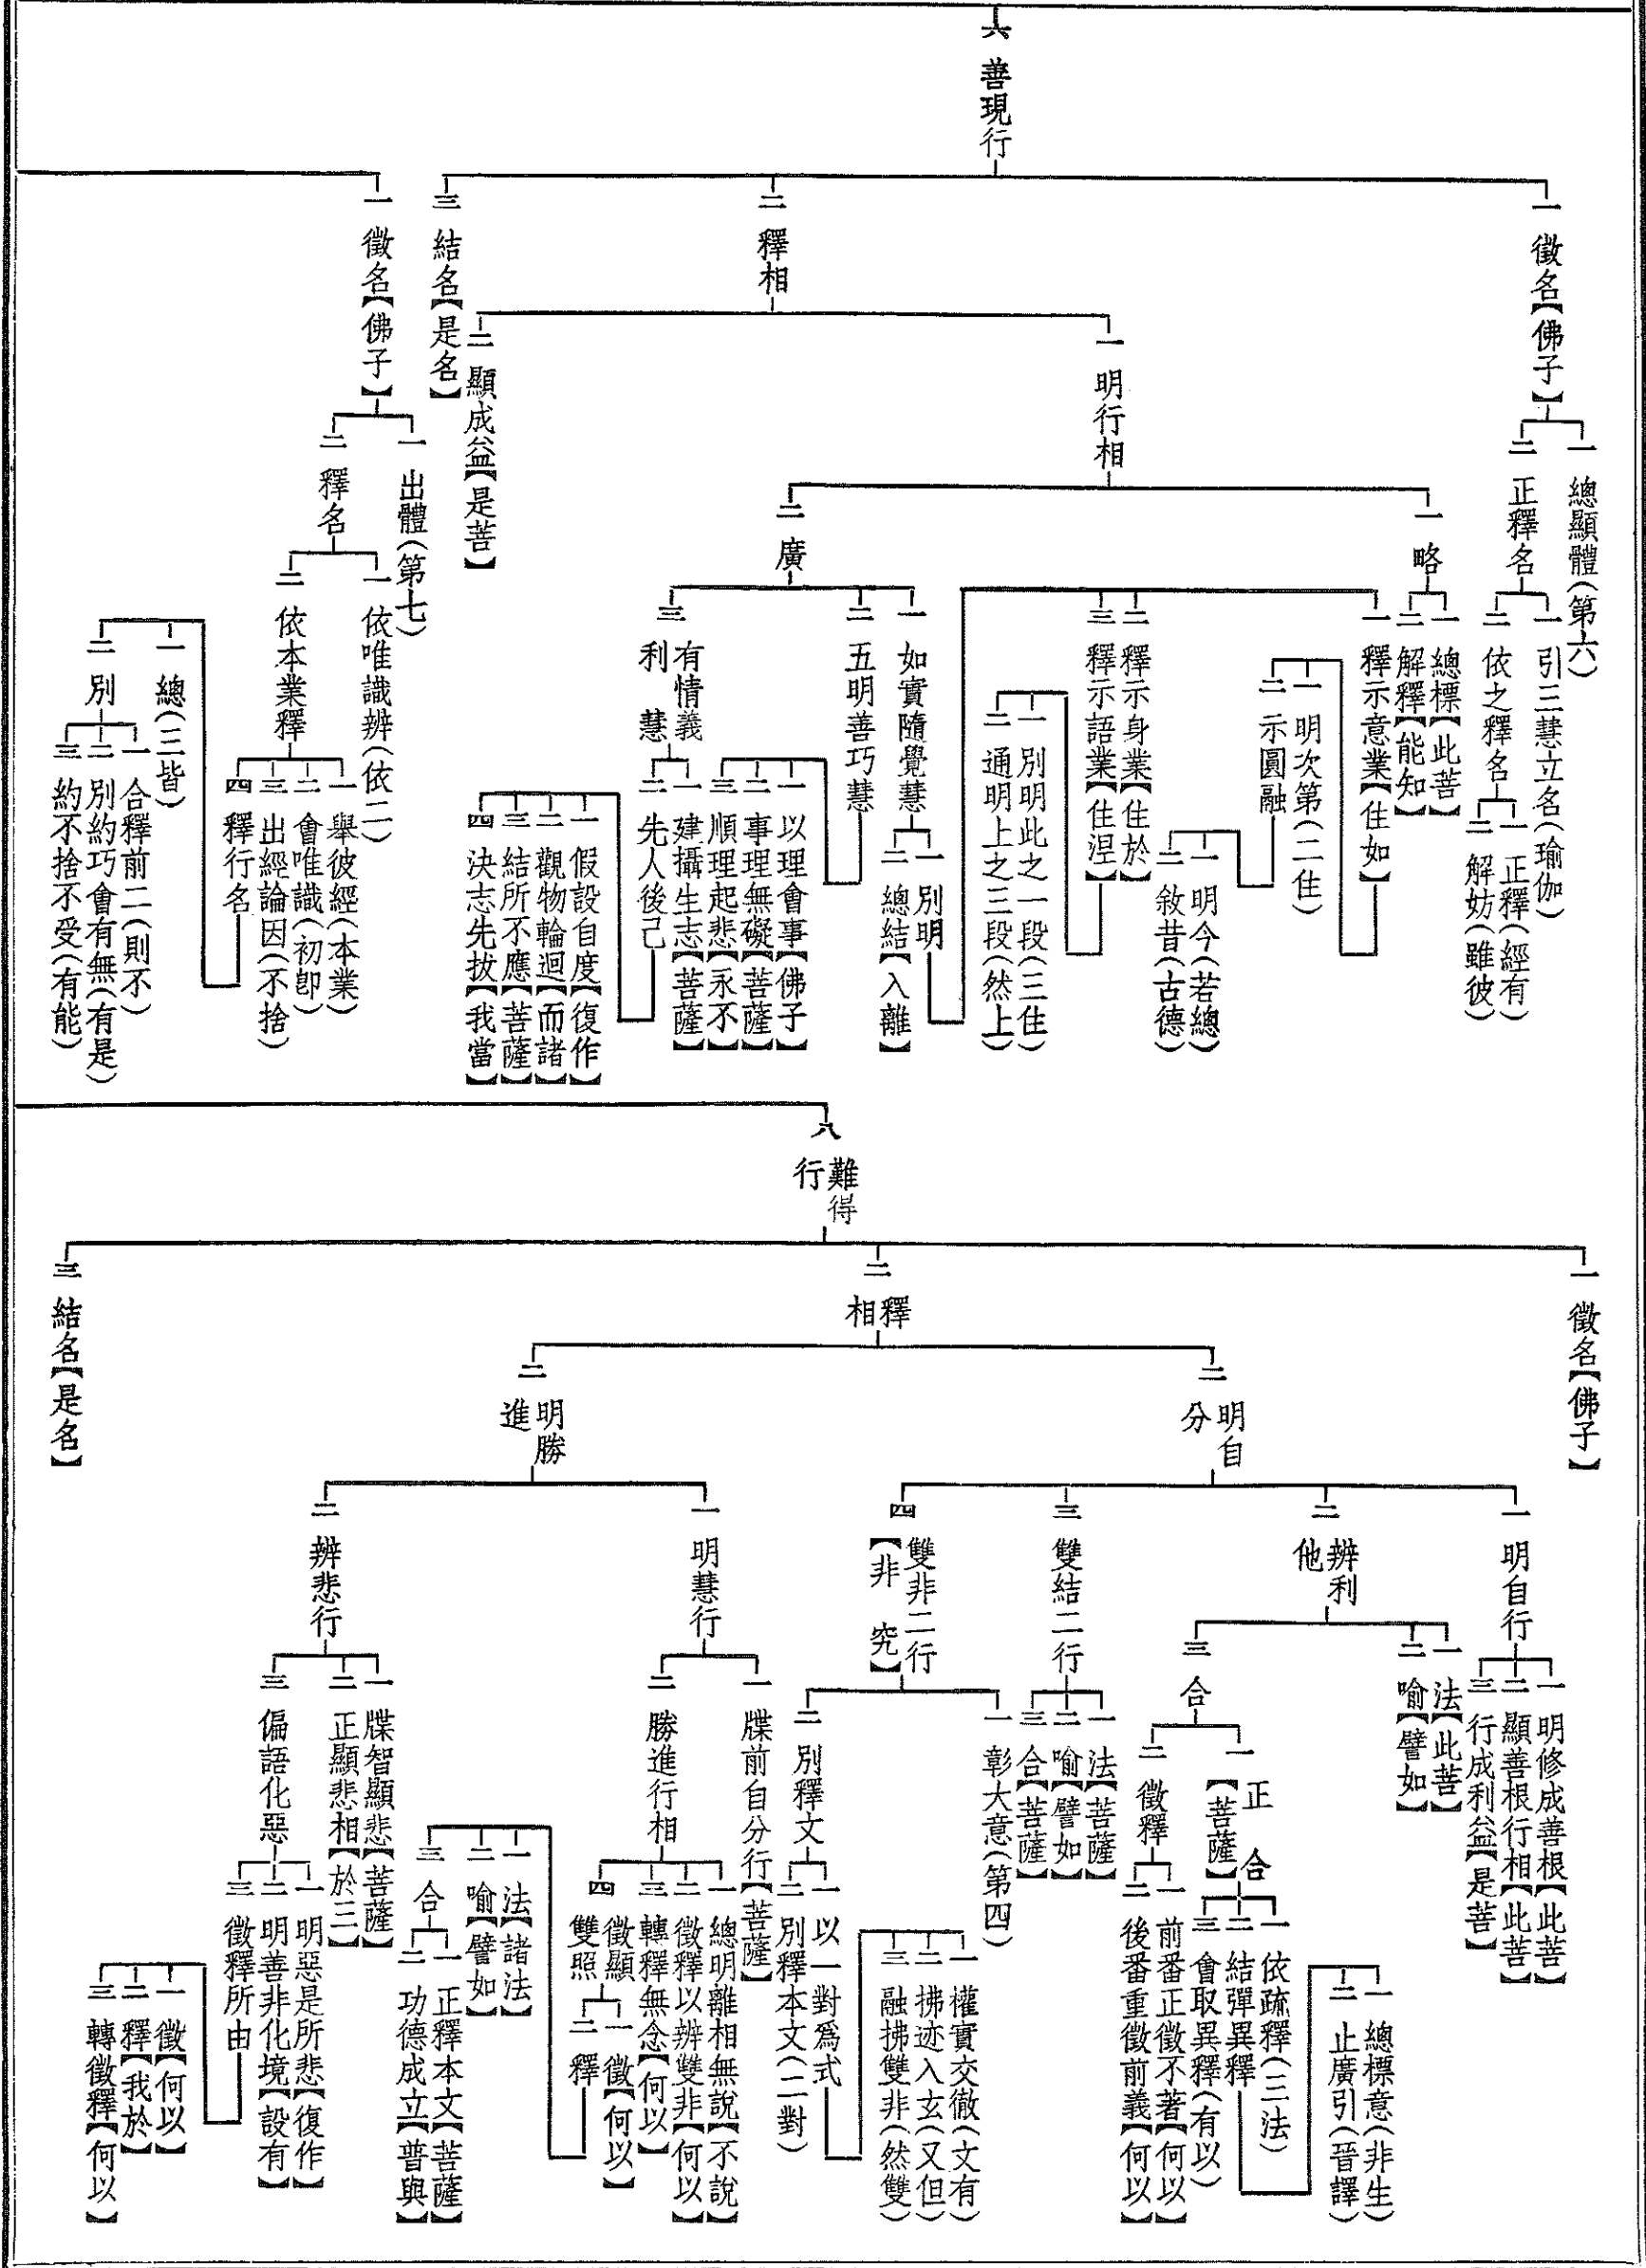 六 善現行
一 徵名【佛子】
一 總顯體(第六)
二 正釋名
一 引三慧立名(瑜伽)
二 依之釋名
一 正釋(經有)
二 解妨(雖彼)
二 釋相
一 明行相
一 略
一 總標【此菩】
二 解釋【能知】
一 釋示意業【住如】
一 明次第(二住)
二 示圓融
一 明今(若總)
二 敘昔(古德)
二 釋示身業【住於】
三 釋示語業【住涅】
一 別明此之一段(三住)
二 通明上之三段(然上)
二 廣
一 如實隨覺慧
一 別明
二 總結【入離】
二 五明善巧慧
一 以理會事【佛子】
二 事理無礙【菩薩】
三 順理起悲【永不】
三 有情義利 慧
一 建攝生志【菩薩】
二 先人後己
一 假設自度【復作】
二 觀物輪迴【而諸】
三 結所不應【菩薩】
四 決志先拔【我當】
二 顯成益【是菩】
三 結名【是名】
一 徵名【佛子】
一 出體(第七)
二 釋名
一 依唯識辨(依二)
二 依本業釋
一 舉彼經(本業)
二 會唯識(初即)
三 出經論因(不捨)
四 釋行名
一 總(三皆)
二 別
一 合釋前二(則不)
二 別約巧會有無(有是)
三 約不捨不受(有能)
八 難得行
一 徵名【佛子】
二 釋相
二 明自分
一 明自行
一 明修成善根【此菩】
二 顯善根行相【此菩】
三 行成利益【是菩】
二 辨利他
一 法【此菩】
二 喻【譬如】
三 合
一 正合【菩薩】
一 依疏釋(三法)
二 結彈異釋
一 總標意(非生)
二 止廣引(晉譯)
三 會取異釋(有以)
二 徵釋
一 前番正徵不著【何以】
二 後番重徵前義【何以】
三 雙結二行
一 法【菩薩】
二 喻【譬如】
三 合【菩薩】
四 雙非二行【非 究】
一 彰大意(第四)
二 別釋文
一 以一對為式
一 權實交徹(文有)
二 拂迹入玄(又但)
三 融拂雙非(然雙)
二 別釋本文(二對)
二 明勝進
一 明慧行
一 牒前自分行【菩薩】
二 勝進行相
一 總明離相無說【不說】
二 徵釋以辨雙非【何以】
三 轉釋無念【何以】
四 徵顯雙照
一 徵【何以】
二 釋
一 法【諸法】
二 喻【譬如】
三 合
一 正釋本文【菩薩】
二 功德成立【普與】
二 辨悲行
一 牒智顯悲【菩薩】
二 正顯悲相【於三】
三 偏語化惡
一 明惡是所悲【復作】
二 明善非化境【設有】
三 徵釋所由
一 徵【何以】
二 釋【我於】
三 轉徵釋【何以】
三 結名【是名】